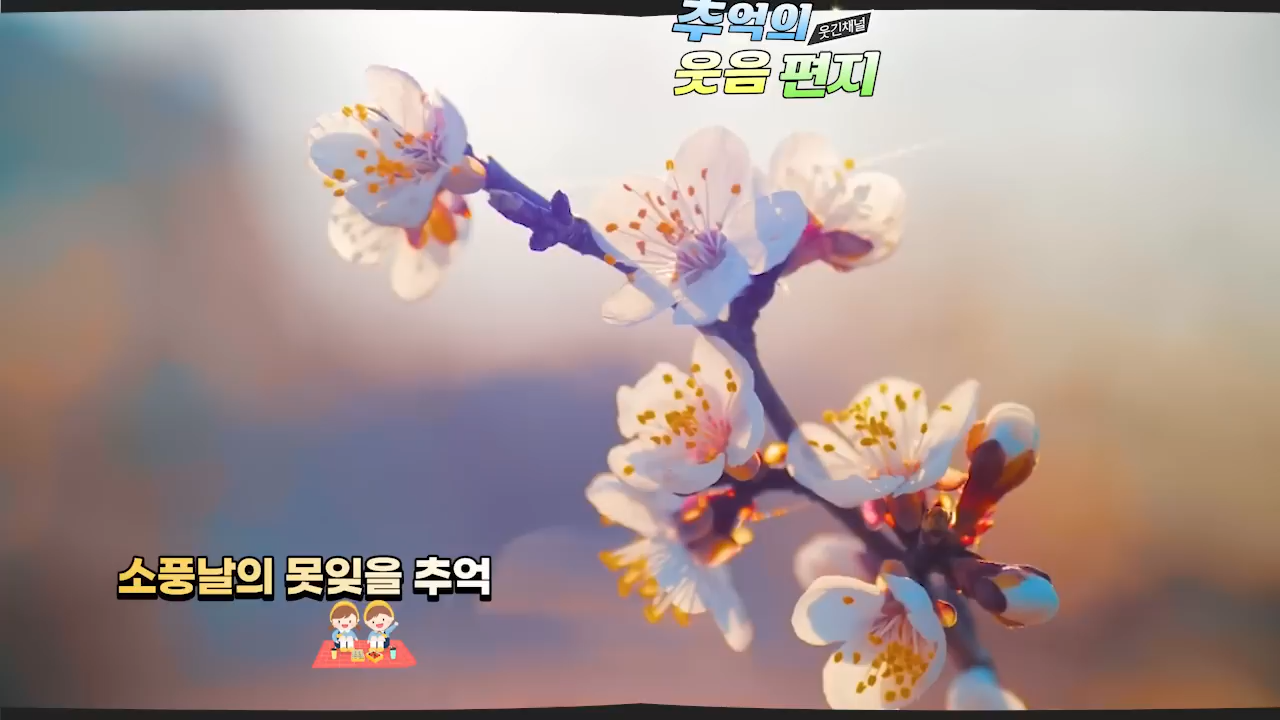 추억의 웃긴채널
웃음 편지
소풍날의 못잊을 추억